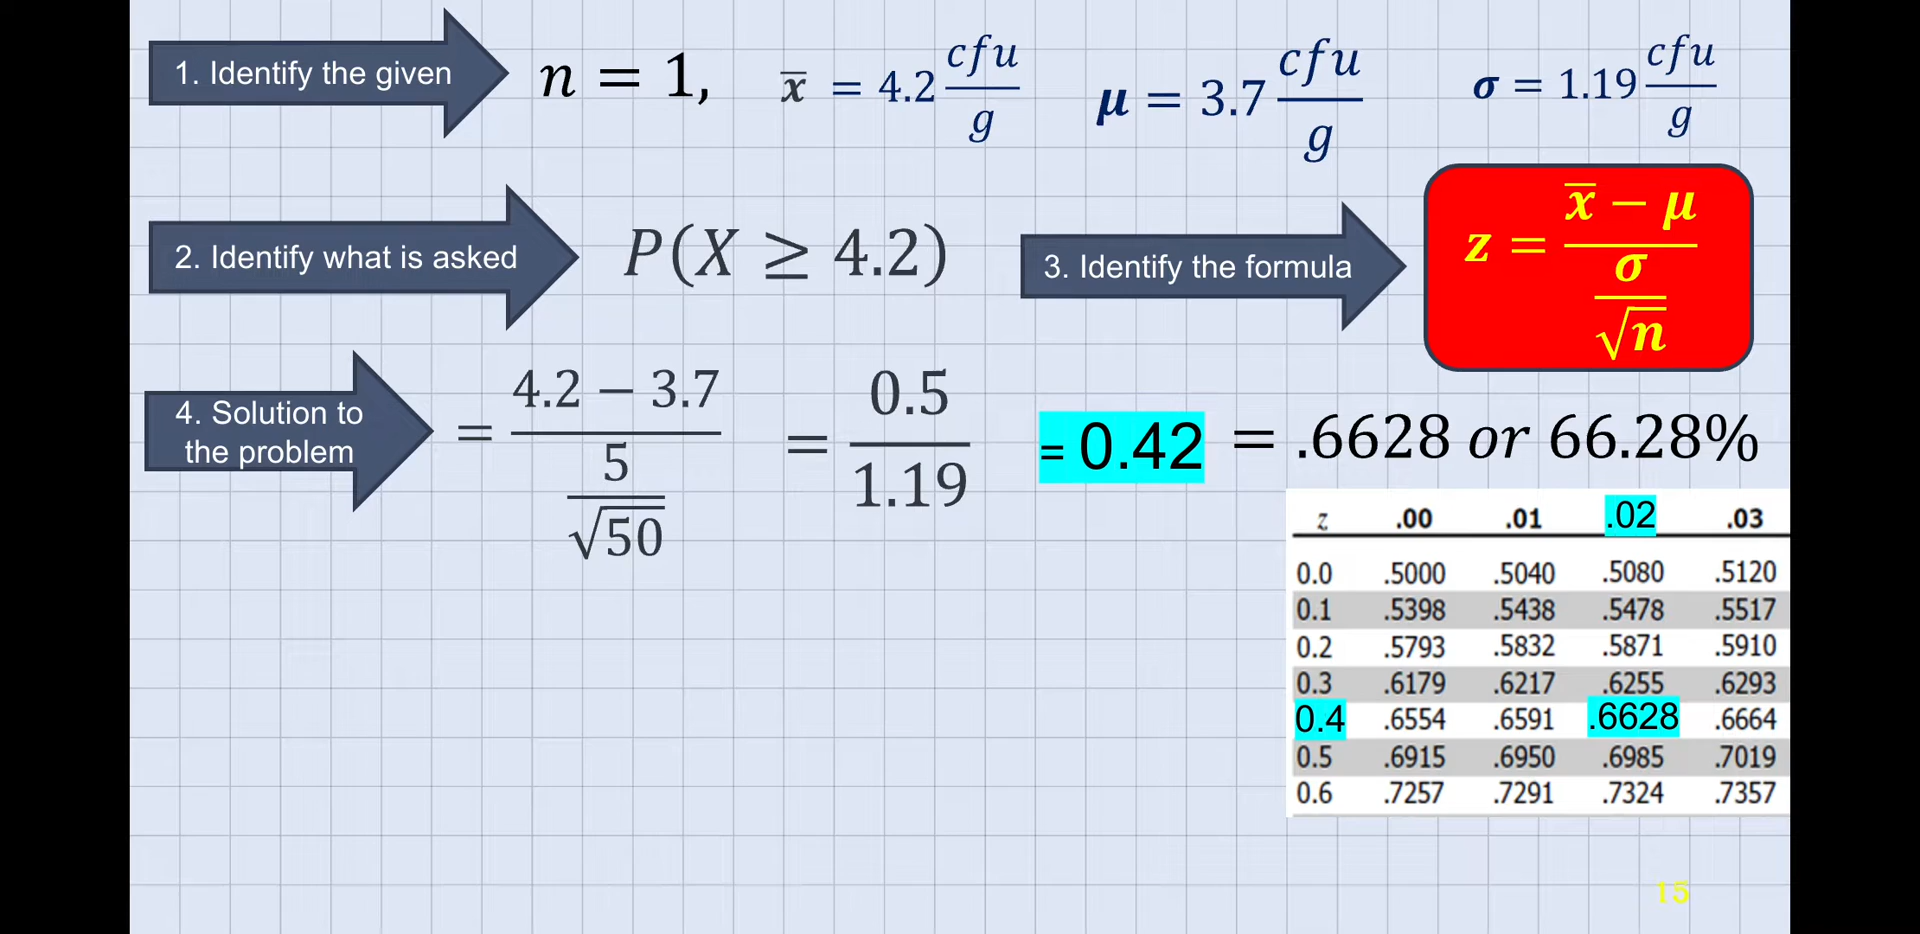 1. Identify the given
n = 1,
x̅ = 4.2 cfu/g
μ = 3.7 cfu/g
σ = 1.19 cfu/g
2. Identify what is asked
P(X ≥ 4.2)
3. Identify the formula
z = (x̅ − μ)/(σ/√n)
4. Solution to
the problem
= (4.2 − 3.7)/(5/√50)
= 0.5/1.19
= 0.42
= .6628 or 66.28%
z .00 .01 .02 .03
0.0 .5000 .5040 .5080 .5120
0.1 .5398 .5438 .5478 .5517
0.2 .5793 .5832 .5871 .5910
0.3 .6179 .6217 .6255 .6293
0.4 .6554 .6591 .6628 .6664
0.5 .6915 .6950 .6985 .7019
0.6 .7257 .7291 .7324 .7357
15